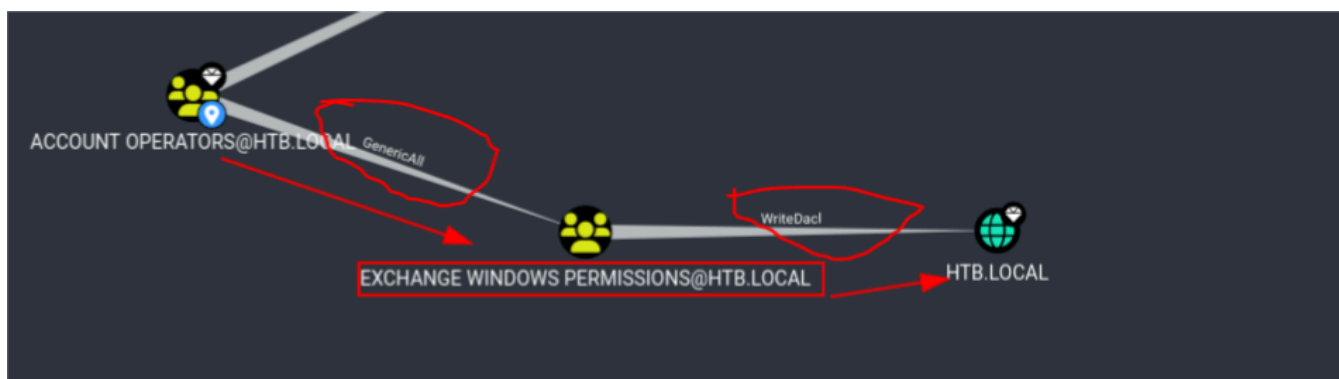 ACCOUNT OPERATORS@HTB.LOCAL
GenericAll
WriteDacl
EXCHANGE WINDOWS PERMISSIONS@HTB.LOCAL
HTB.LOCAL